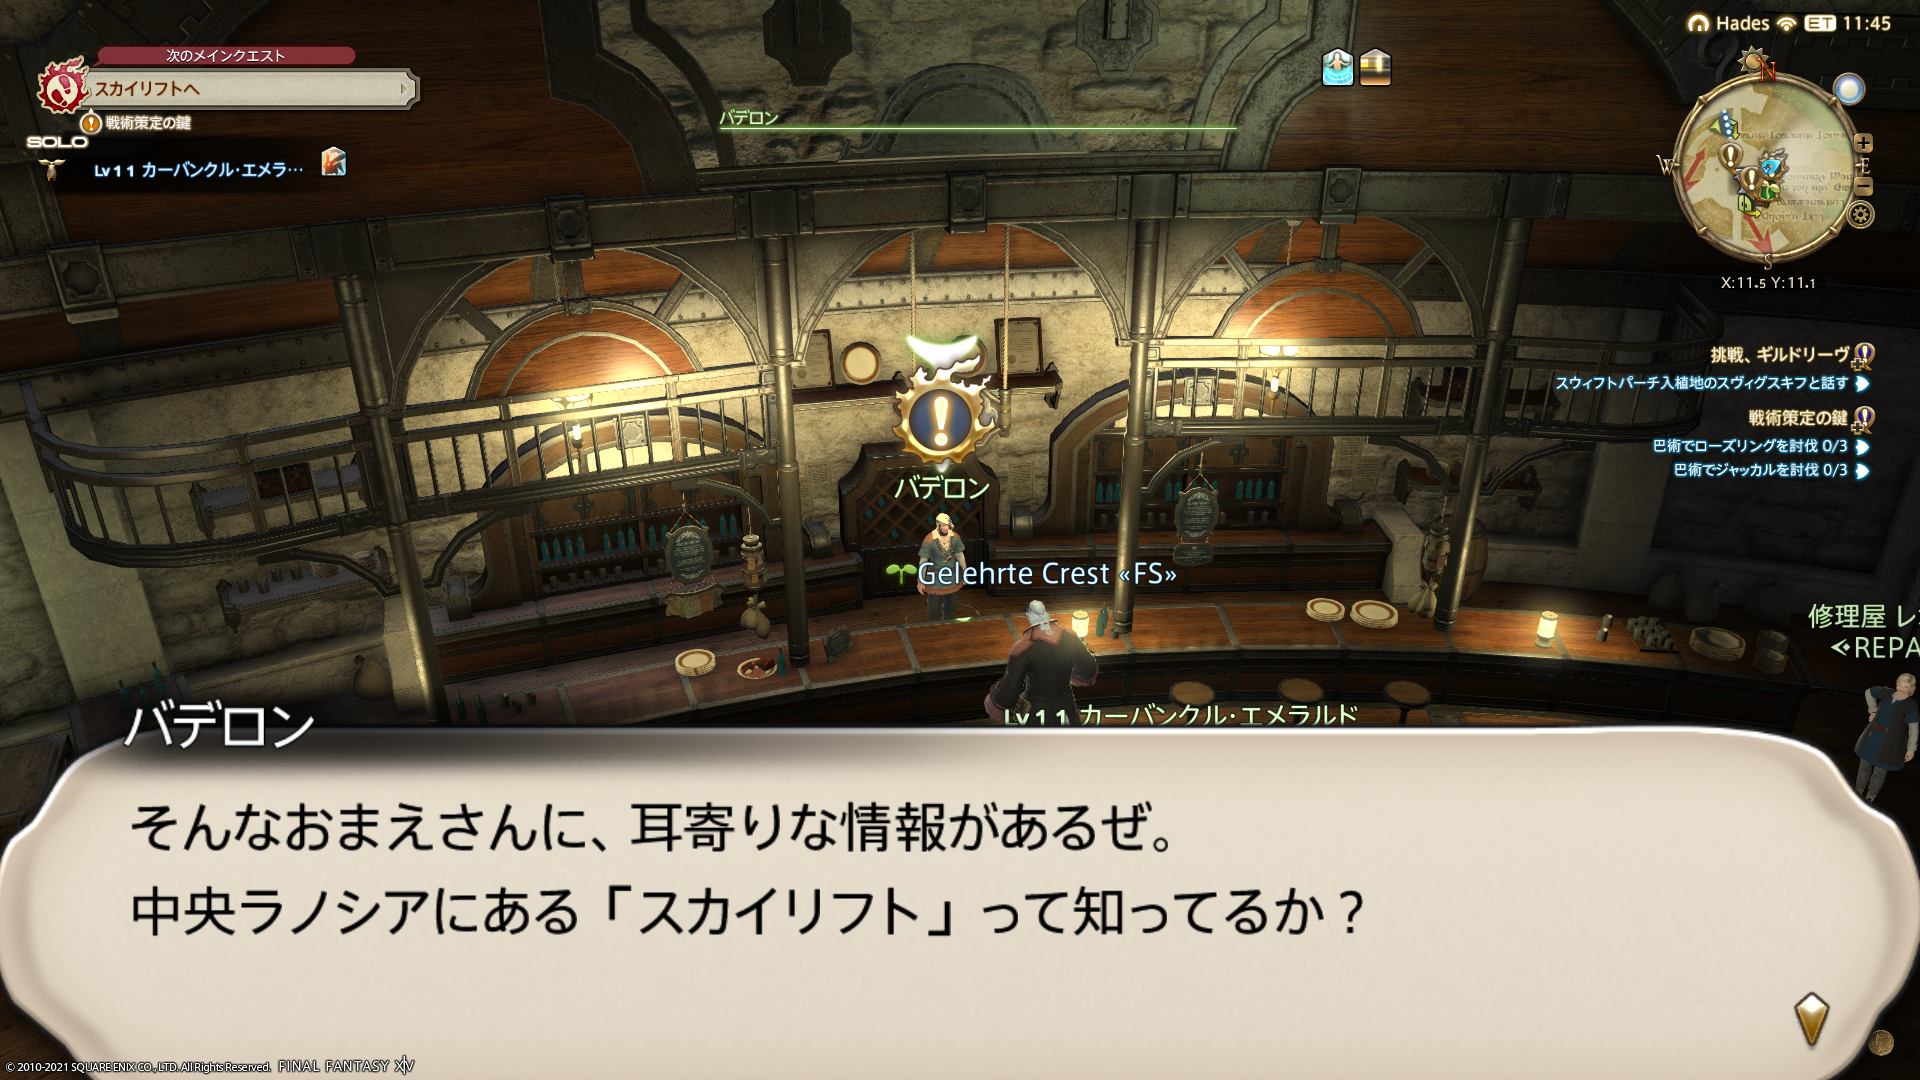 次のメインクエスト
スカイリフトへ
戦術策定の鍵
SOLO
Lv11 カーバンクル・エメラ…
バデロン
Hades ET 11:45
N
W
E
S
X:11.5 Y:11.1
挑戦、ギルドリーヴ
スウィフトパーチ入植地のスヴィグスキフと話す
戦術策定の鍵
巴術でローズリングを討伐 0/3
巴術でジャッカルを討伐 0/3
バデロン
Gelehrte Crest «FS»
修理屋 レ
REPA
Lv11 カーバンクル・エメラルド
バデロン
そんなおまえさんに、耳寄りな情報があるぜ。
中央ラノシアにある「スカイリフト」って知ってるか？
© 2010-2021 SQUARE ENIX CO., LTD. All Rights Reserved. FINAL FANTASY XIV